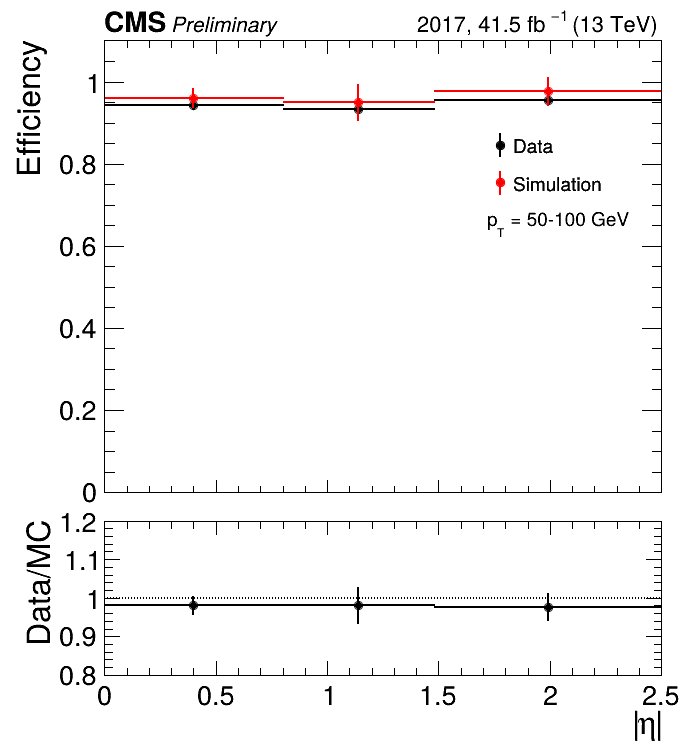 CMS Preliminary 2017, 41.5 fb⁻¹ (13 TeV)
Efficiency
1
0.8
0.6
0.4
0.2
0
Data
Simulation
p_T = 50-100 GeV
Data/MC
1.2
1.1
1
0.9
0.8
0 0.5 1 1.5 2 2.5
|η|